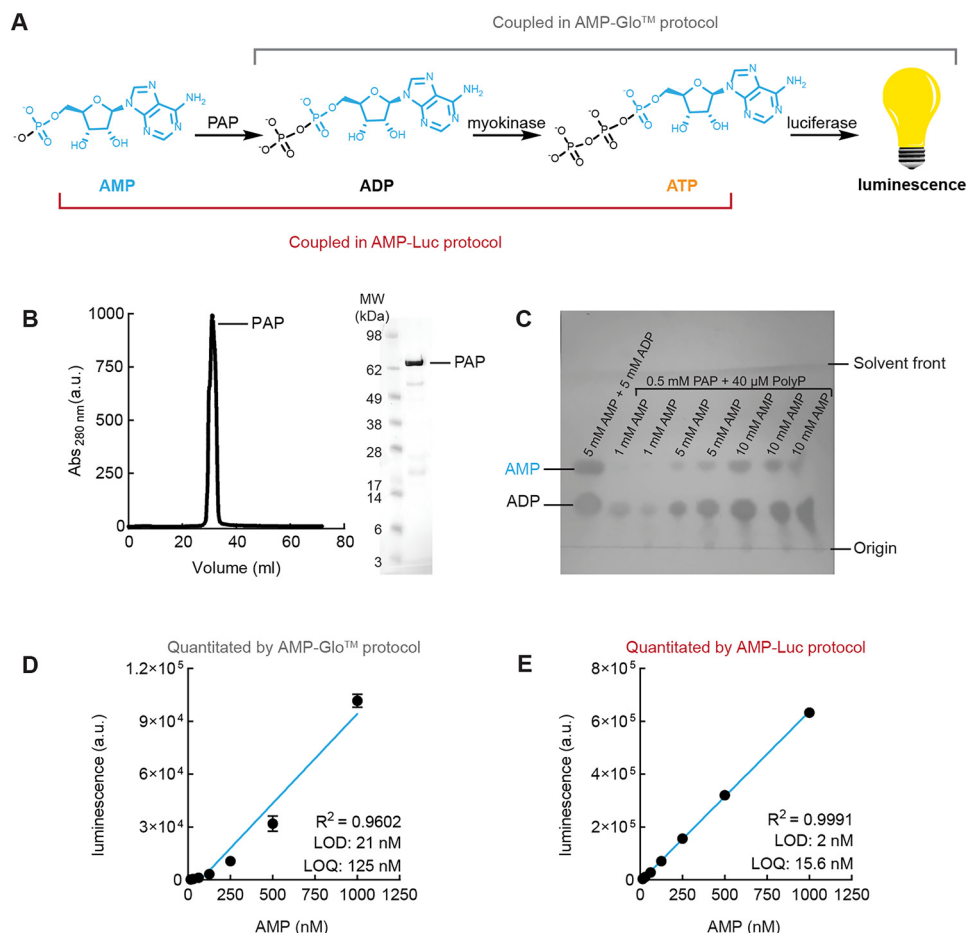 A
Coupled in AMP-Glo™ protocol
NH₂
PAP
myokinase
luciferase
AMP
ADP
ATP
luminescence
Coupled in AMP-Luc protocol
B
1000
750
500
250
0
Abs 280 nm (a.u.)
0 20 40 60 80
Volume (ml)
PAP
MW
(kDa)
98
62
49
38
28
17
14
6
3
PAP
C
0.5 mM PAP + 40 µM PolyP
5 mM AMP + 5 mM ADP
1 mM AMP
1 mM AMP
5 mM AMP
5 mM AMP
10 mM AMP
10 mM AMP
10 mM AMP
Solvent front
AMP
ADP
Origin
D
Quantitated by AMP-Glo™ protocol
1.2×10⁵
9×10⁴
6×10⁴
3×10⁴
0
luminescence (a.u.)
R² = 0.9602
LOD: 21 nM
LOQ: 125 nM
0 250 500 750 1000 1250
AMP (nM)
E
Quantitated by AMP-Luc protocol
8×10⁵
6×10⁵
4×10⁵
2×10⁵
0
luminescence (a.u.)
R² = 0.9991
LOD: 2 nM
LOQ: 15.6 nM
0 250 500 750 1000 1250
AMP (nM)